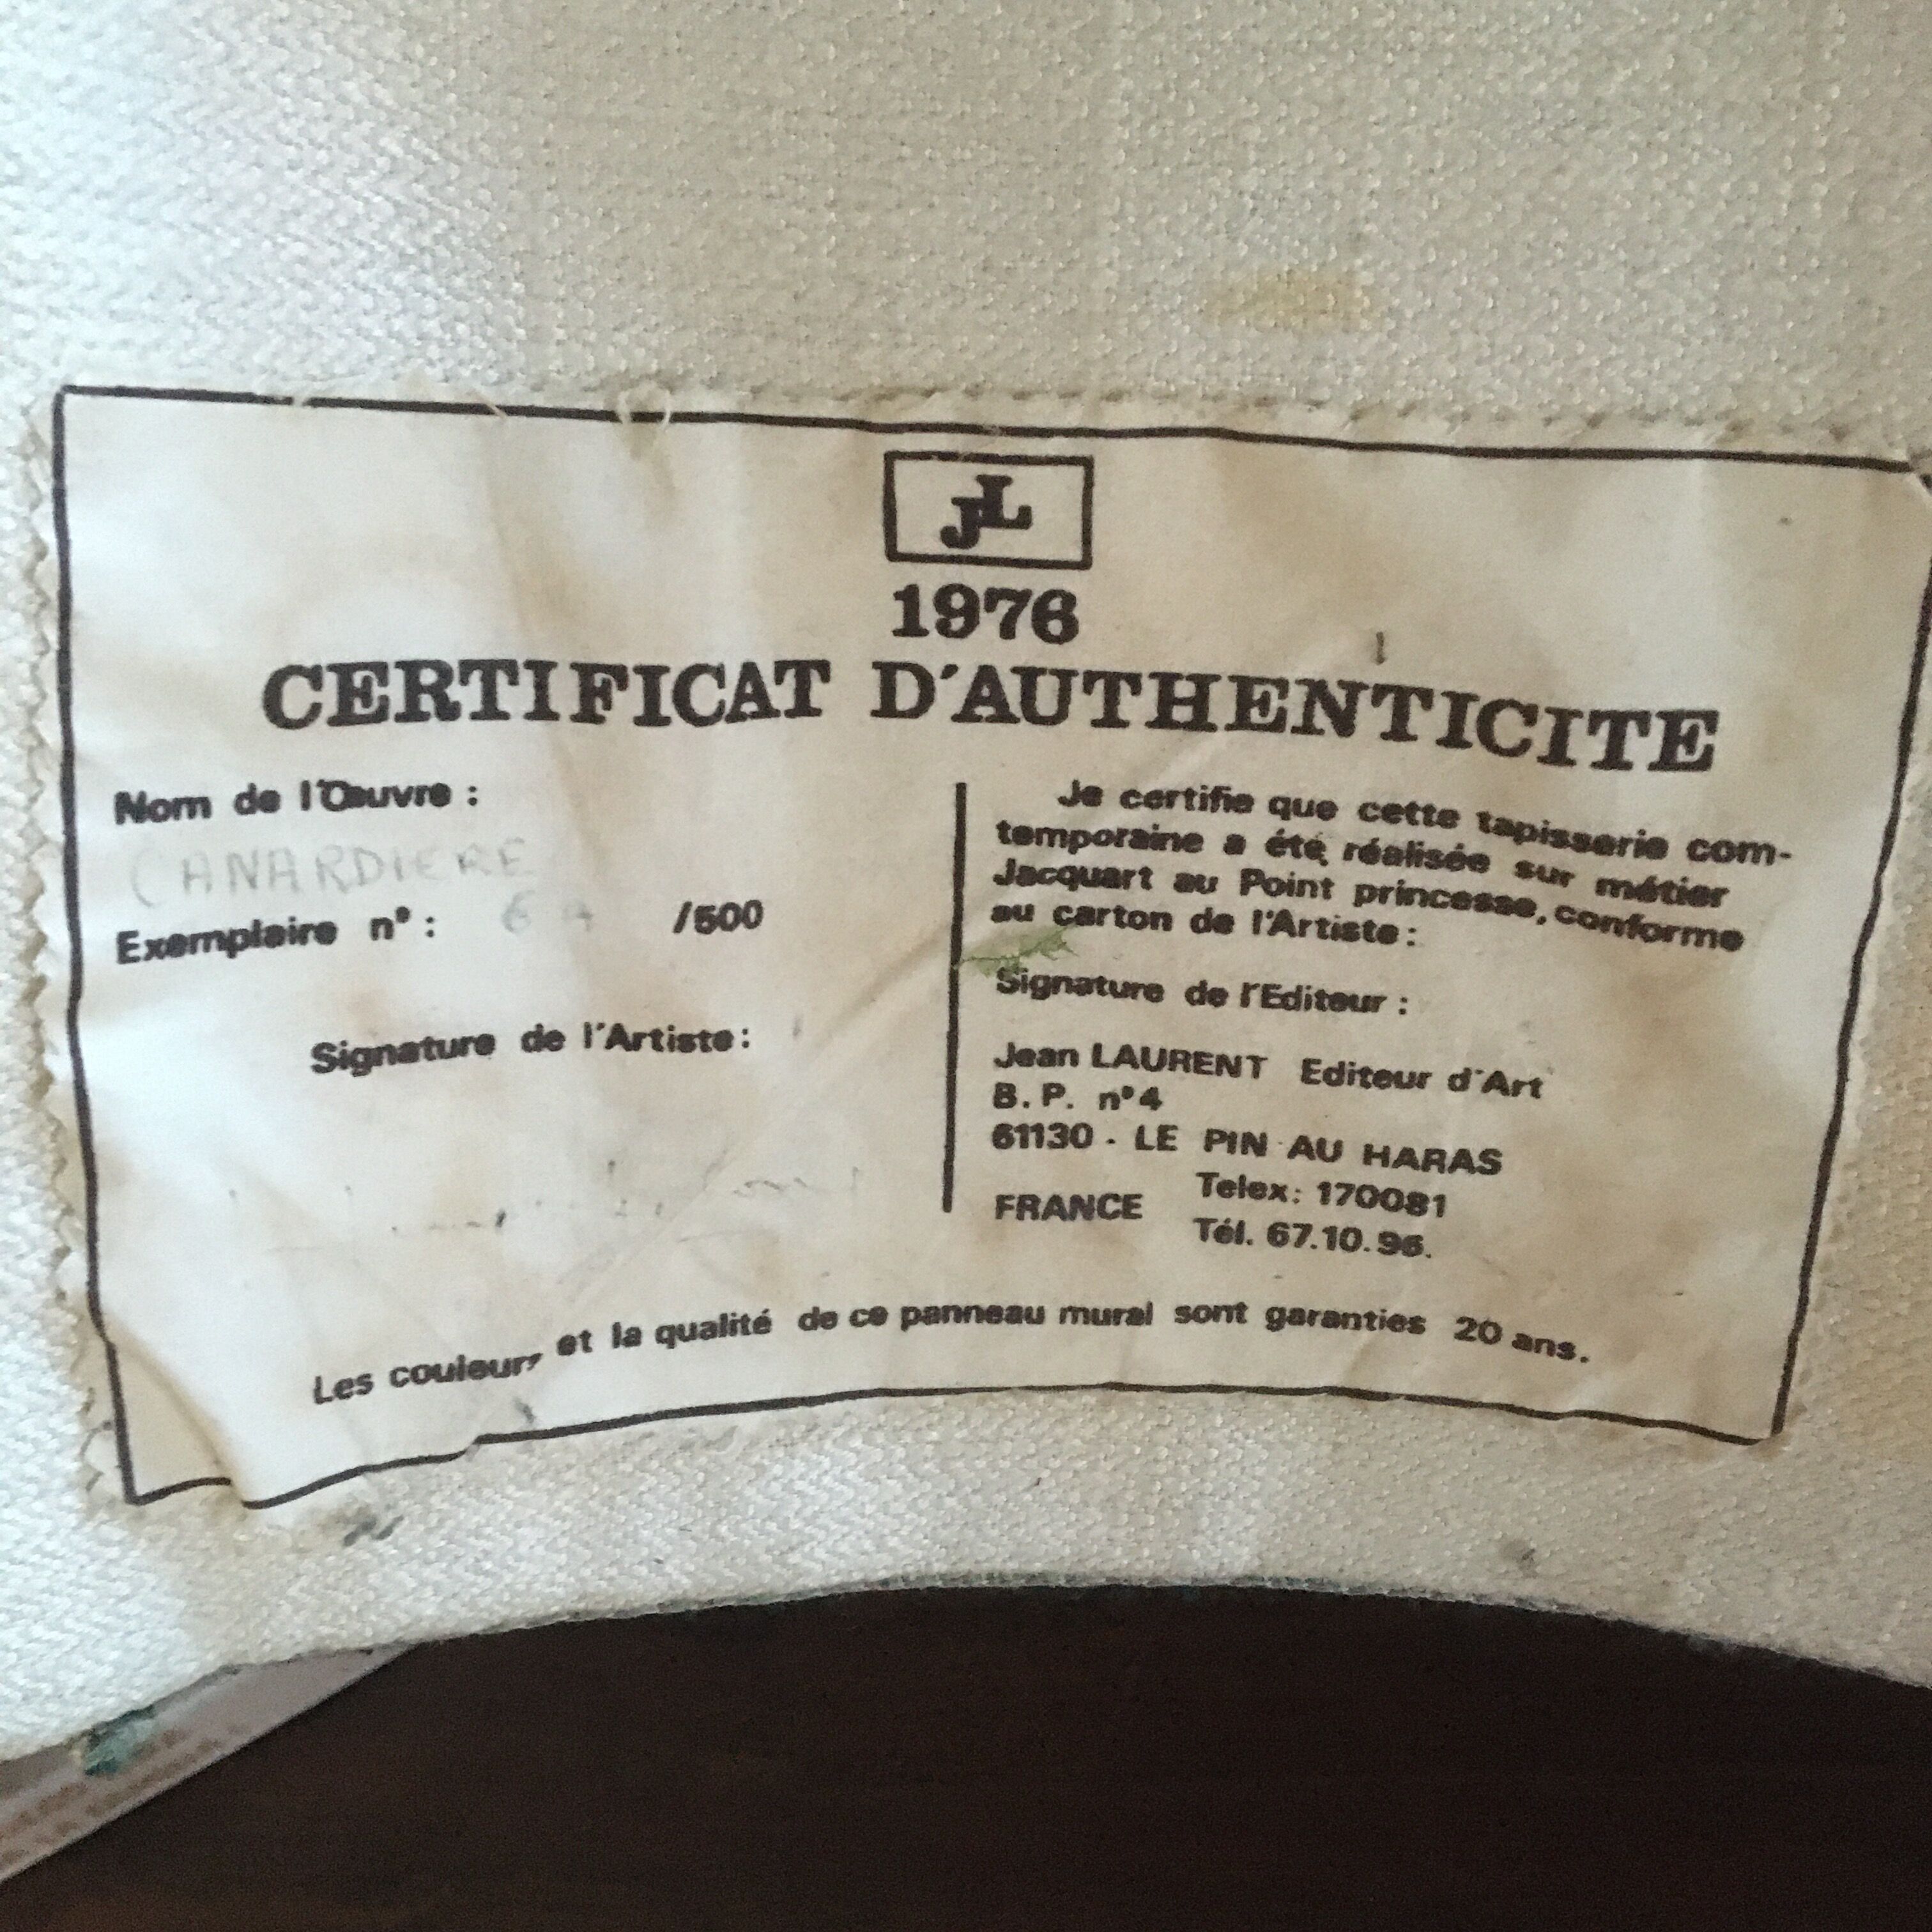 JL
1976
CERTIFICAT D'AUTHENTICITE
Nom de l'Œuvre :
CANARDIERE
Exemplaire n° : /500
Signature de l'Artiste :
Je certifie que cette tapisserie com-
temporaine a été réalisée sur métier
Jacquart au Point princesse, conforme
au carton de l'Artiste :
Signature de l'Editeur :
Jean LAURENT Editeur d'Art
B. P. n°4
61130 - LE PIN AU HARAS
Telex : 170081
FRANCE
Tél. 67.10.96.
Les couleurs et la qualité de ce panneau mural sont garanties 20 ans.